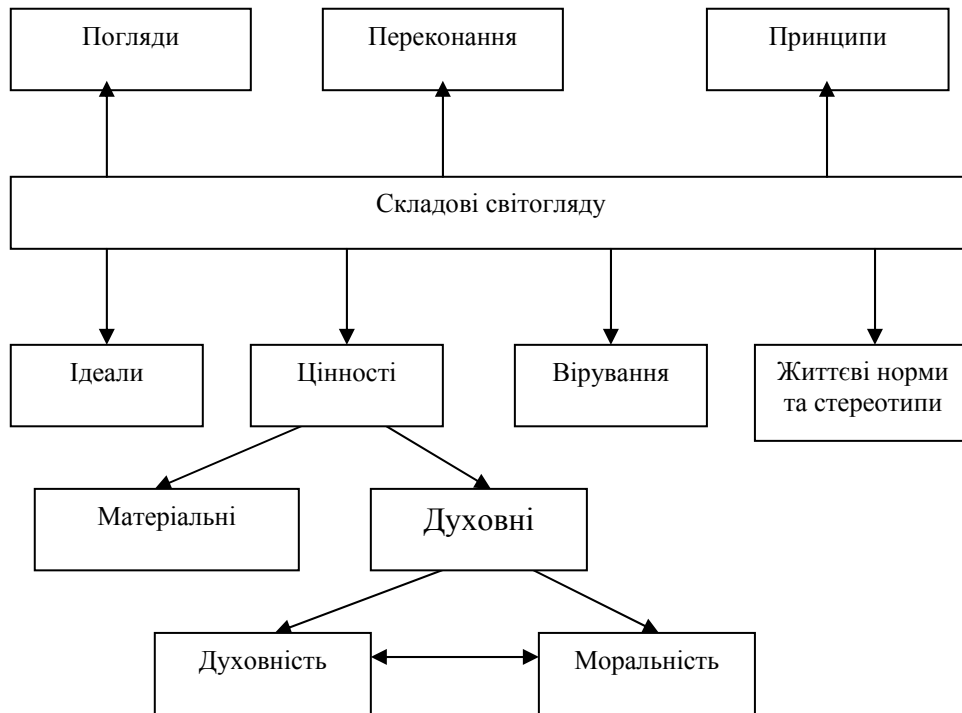 Погляди
Переконання
Принципи
Складові світогляду
Ідеали
Цінності
Вірування
Життєві норми
та стереотипи
Матеріальні
Духовні
Духовність
Моральність